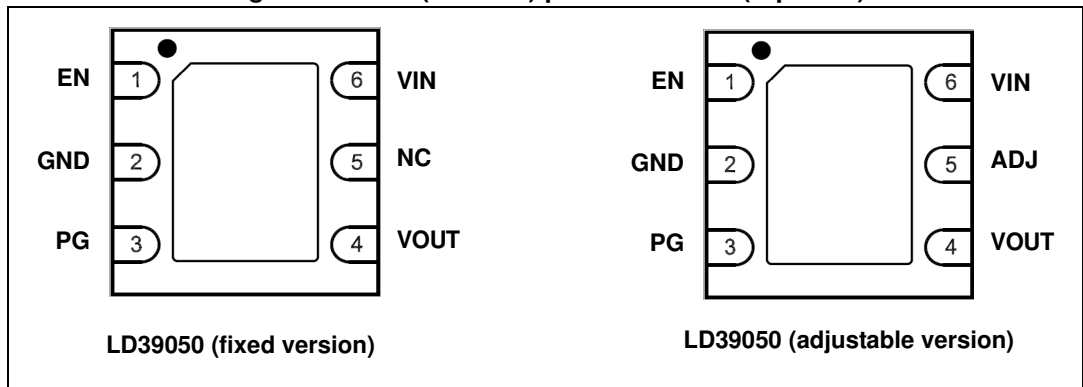 EN 1 6 VIN
GND 2 5 NC
PG 3 4 VOUT
LD39050 (fixed version)
EN 1 6 VIN
GND 2 5 ADJ
PG 3 4 VOUT
LD39050 (adjustable version)